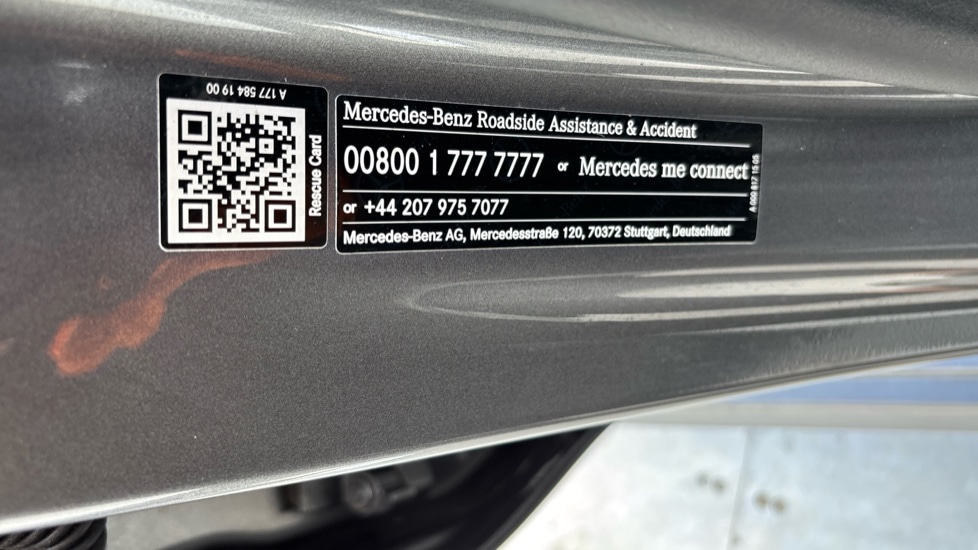 A 177 584 19 00
Rescue Card
Mercedes-Benz Roadside Assistance & Accident
00800 1 777 7777 or Mercedes me connect
or +44 207 975 7077
Mercedes-Benz AG, Mercedesstraße 120, 70372 Stuttgart, Deutschland